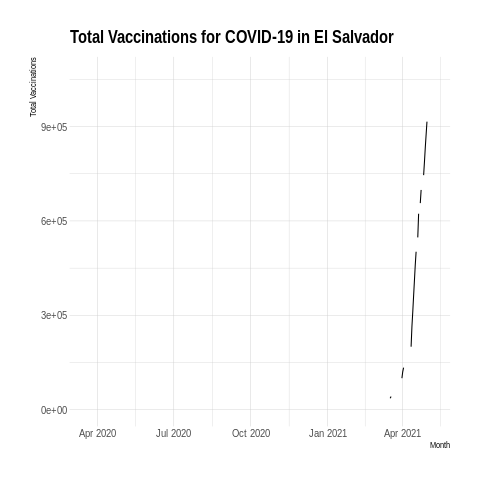 Total Vaccinations for COVID-19 in El Salvador
Total Vaccinations
9e+05
6e+05
3e+05
0e+00
Apr 2020 Jul 2020 Oct 2020 Jan 2021 Apr 2021
Month